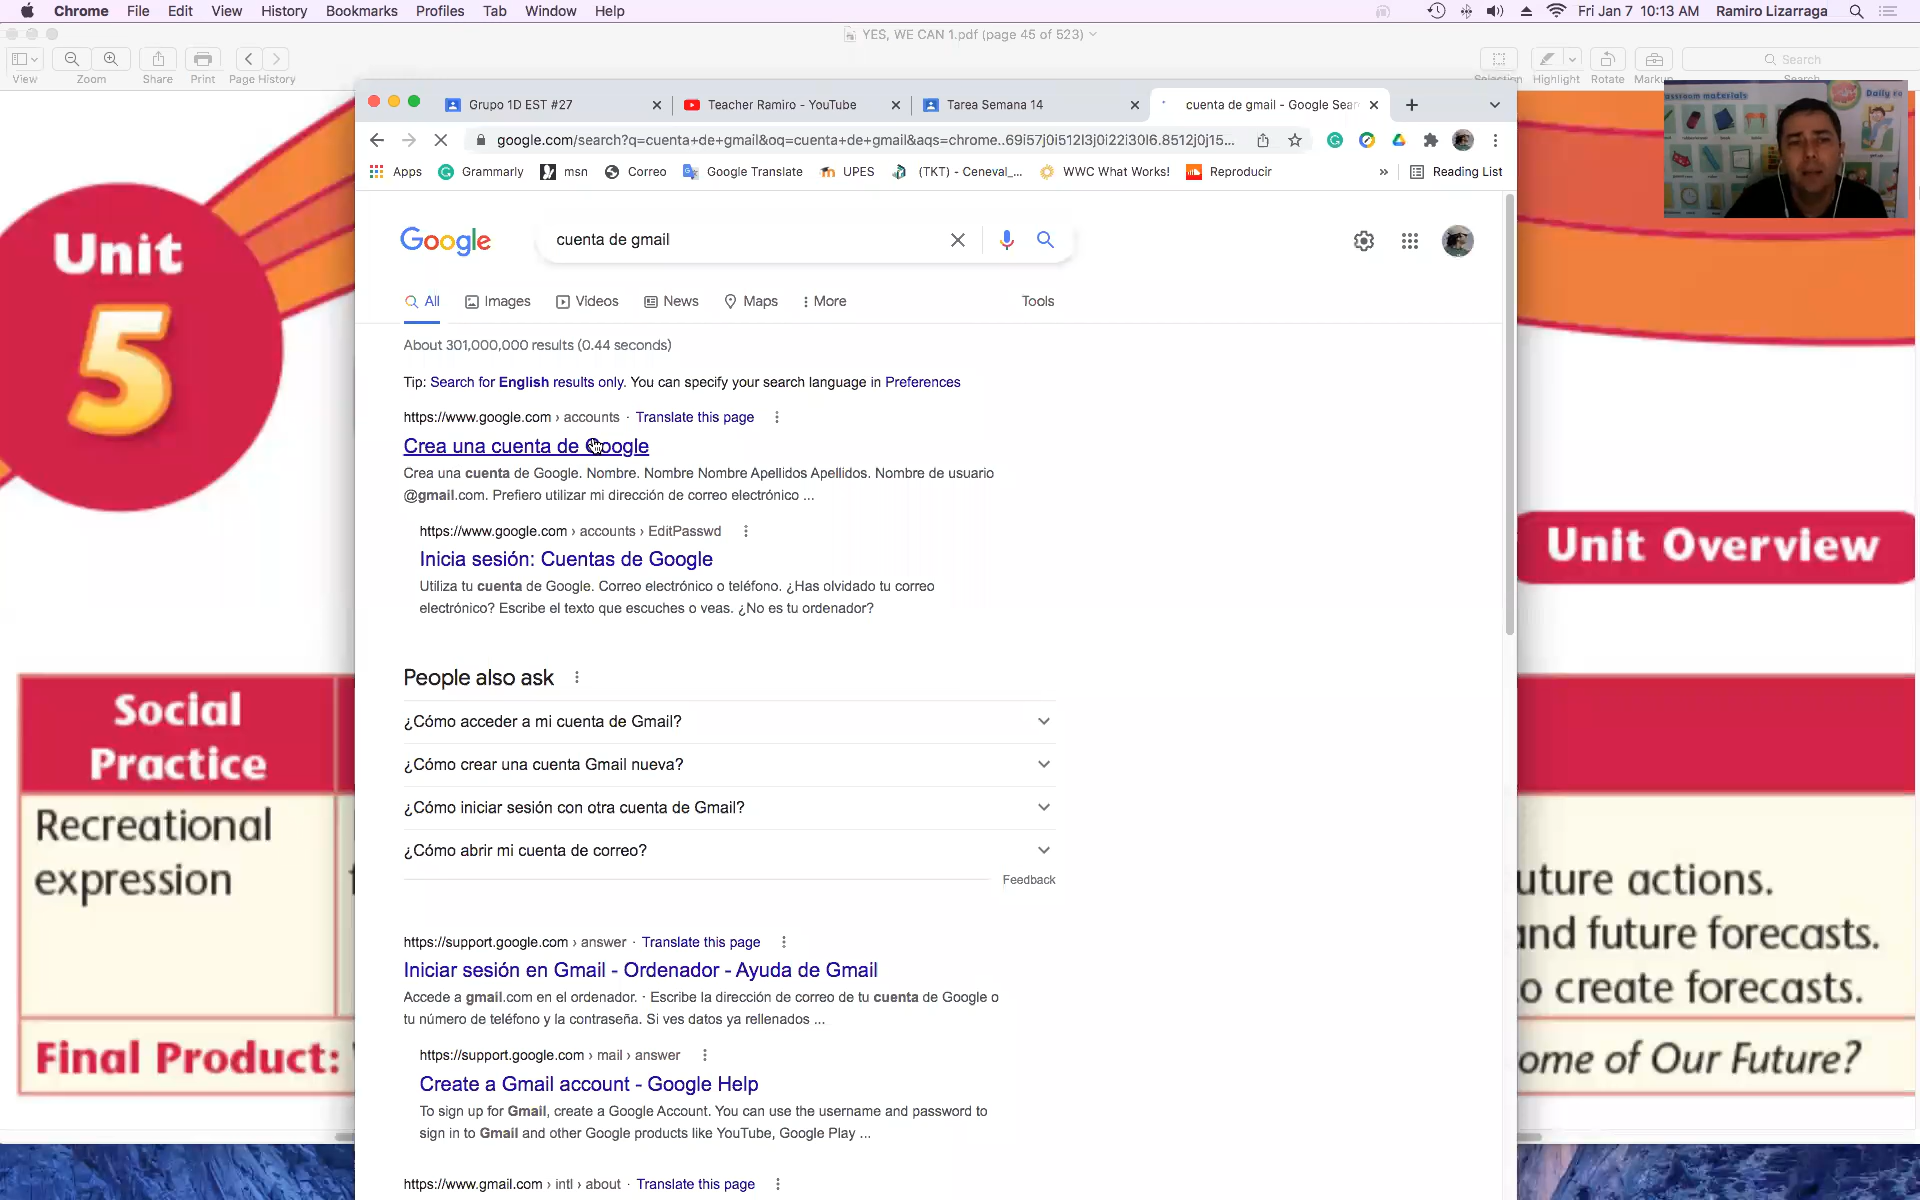 Chrome File Edit View History Bookmarks Profiles Tab Window Help
Fri Jan 7 10:13 AM Ramiro Lizarraga
YES, WE CAN 1.pdf (page 45 of 523)
View Zoom Share Print Page History
Search
Selection Highlight Rotate Markup Search
Grupo 1D EST #27
Teacher Ramiro - YouTube
Tarea Semana 14
cuenta de gmail - Google Sear
google.com/search?q=cuenta+de+gmail&oq=cuenta+de+gmail&aqs=chrome..69i57j0i512l3j0i22i30l6.8512j0j15...
Apps Grammarly msn Correo Google Translate UPES (TKT) - Ceneval_... WWC What Works! Reproducir » Reading List
assroom materials
Daily ro
Google
cuenta de gmail
All Images Videos News Maps More Tools
About 301,000,000 results (0.44 seconds)
Tip: Search for English results only. You can specify your search language in Preferences
https://www.google.com › accounts · Translate this page
Crea una cuenta de Google
Crea una cuenta de Google. Nombre. Nombre Nombre Apellidos Apellidos. Nombre de usuario
@gmail.com. Prefiero utilizar mi dirección de correo electrónico ...
https://www.google.com › accounts › EditPasswd
Inicia sesión: Cuentas de Google
Utiliza tu cuenta de Google. Correo electrónico o teléfono. ¿Has olvidado tu correo
electrónico? Escribe el texto que escuches o veas. ¿No es tu ordenador?
People also ask
¿Cómo acceder a mi cuenta de Gmail?
¿Cómo crear una cuenta Gmail nueva?
¿Cómo iniciar sesión con otra cuenta de Gmail?
¿Cómo abrir mi cuenta de correo?
Feedback
https://support.google.com › answer · Translate this page
Iniciar sesión en Gmail - Ordenador - Ayuda de Gmail
Accede a gmail.com en el ordenador. · Escribe la dirección de correo de tu cuenta de Google o
tu número de teléfono y la contraseña. Si ves datos ya rellenados ...
https://support.google.com › mail › answer
Create a Gmail account - Google Help
To sign up for Gmail, create a Google Account. You can use the username and password to
sign in to Gmail and other Google products like YouTube, Google Play ...
https://www.gmail.com › intl › about · Translate this page
Unit
5
Unit Overview
Social
Practice
Recreational
expression
uture actions.
and future forecasts.
o create forecasts.
Final Product:
ome of Our Future?